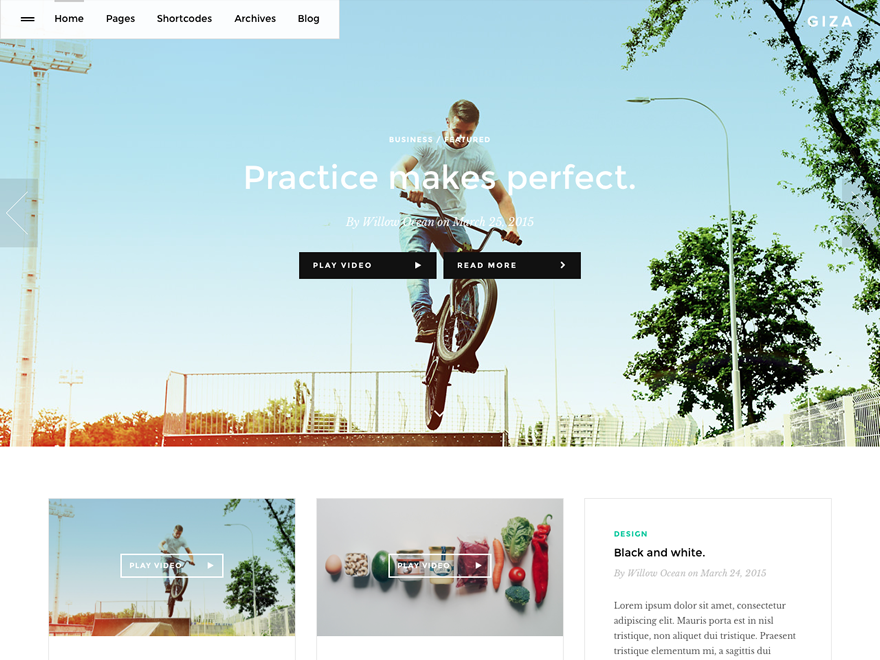 Home Pages Shortcodes Archives Blog
GIZA
BUSINESS / FEATURED
Practice makes perfect.
By Willow Ocean on March 25, 2015
PLAY VIDEO READ MORE
PLAY VIDEO
PLAY VIDEO
DESIGN
Black and white.
By Willow Ocean on March 24, 2015
Lorem ipsum dolor sit amet, consectetur
adipiscing elit. Mauris porta est in nisl
tristique, non aliquet dui tristique. Praesent
tristique elementum mi, a sagittis dui